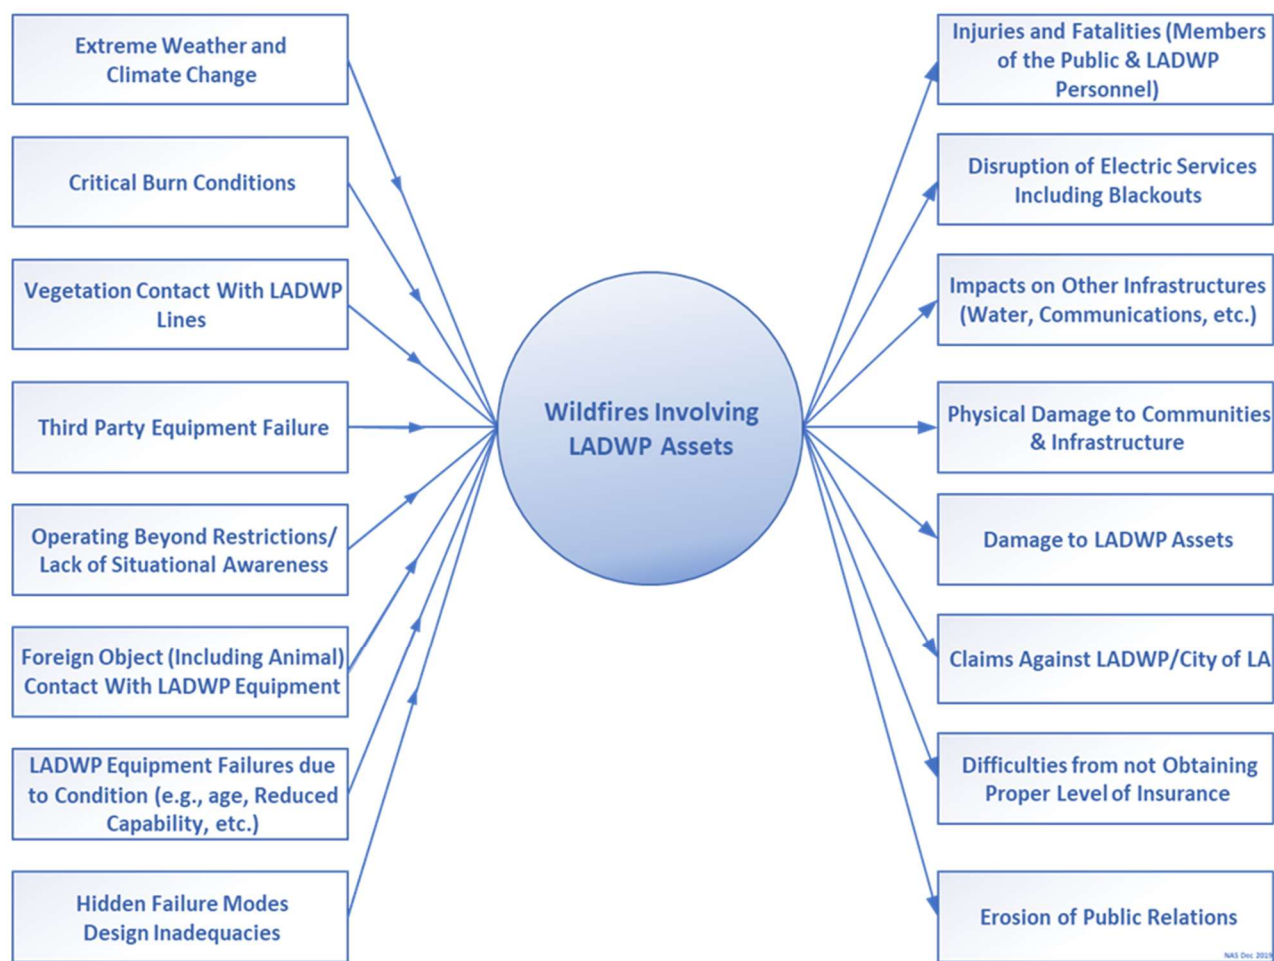 Extreme Weather and
Climate Change
Critical Burn Conditions
Vegetation Contact With LADWP
Lines
Third Party Equipment Failure
Operating Beyond Restrictions/
Lack of Situational Awareness
Foreign Object (Including Animal)
Contact With LADWP Equipment
LADWP Equipment Failures due
to Condition (e.g., age, Reduced
Capability, etc.)
Hidden Failure Modes
Design Inadequacies
Wildfires Involving
LADWP Assets
Injuries and Fatalities (Members
of the Public & LADWP
Personnel)
Disruption of Electric Services
Including Blackouts
Impacts on Other Infrastructures
(Water, Communications, etc.)
Physical Damage to Communities
& Infrastructure
Damage to LADWP Assets
Claims Against LADWP/City of LA
Difficulties from not Obtaining
Proper Level of Insurance
Erosion of Public Relations
NAS Dec 2019